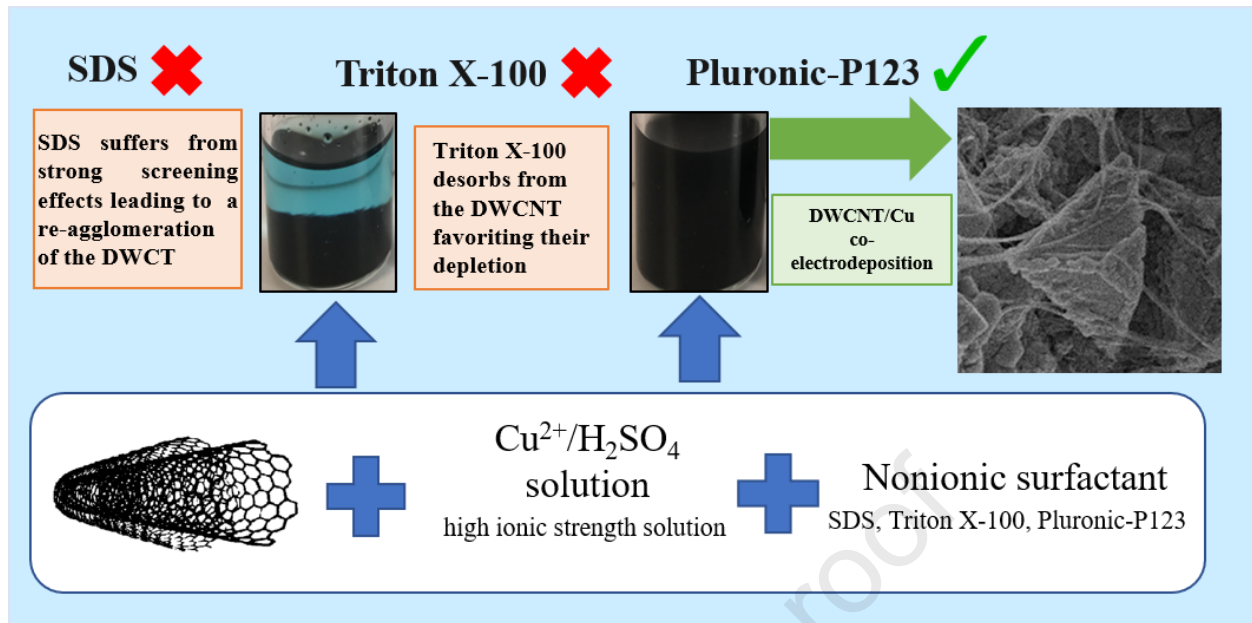 SDS
Triton X-100
Pluronic-P123
SDS suffers from
strong screening
effects leading to a
re-agglomeration
of the DWCT
Triton X-100
desorbs from
the DWCNT
favoriting their
depletion
DWCNT/Cu
co-
electrodeposition
Cu²⁺/H₂SO₄
solution
high ionic strength solution
Nonionic surfactant
SDS, Triton X-100, Pluronic-P123
roof